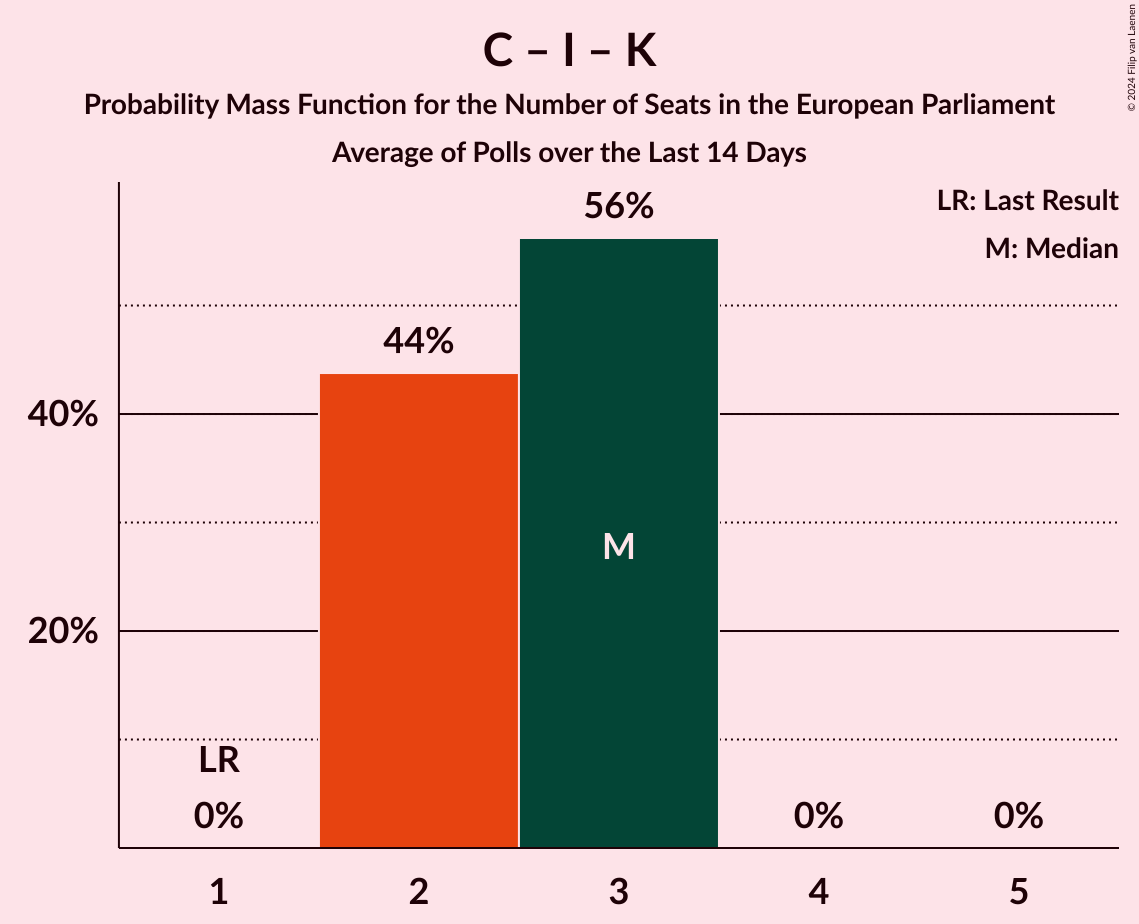 C – I – K
Probability Mass Function for the Number of Seats in the European Parliament
Average of Polls over the Last 14 Days
© 2024 Filip van Laenen
LR: Last Result
M: Median
56%
44%
40%
20%
M
LR
0%
0%
0%
1
2
3
4
5